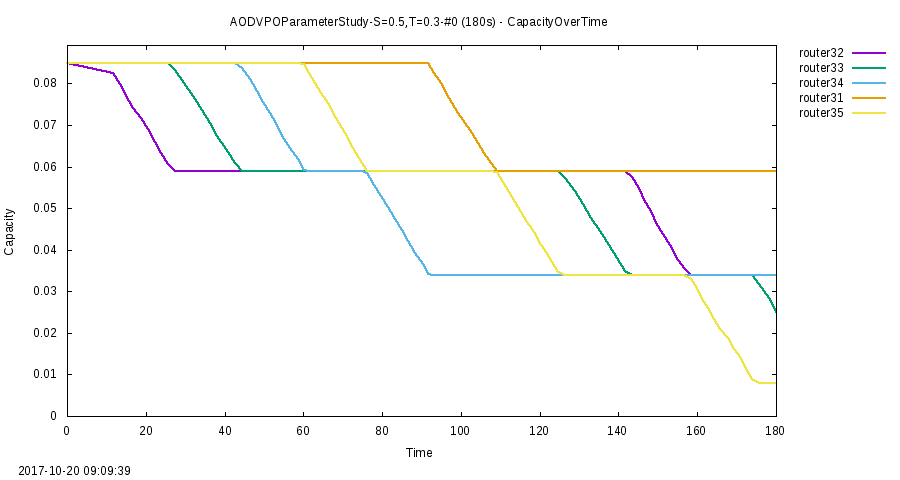 AODVPOParameterStudy-S=0.5,T=0.3-#0 (180s) - CapacityOverTime
router32
router33
router34
router31
router35
0.08
0.07
0.06
0.05
0.04
0.03
0.02
0.01
0
Capacity
0 20 40 60 80 100 120 140 160 180
Time
2017-10-20 09:09:39